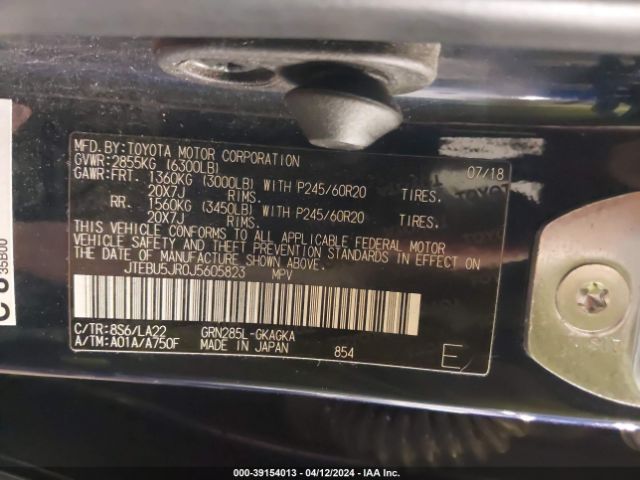 MFD.BY:TOYOTA MOTOR CORPORATION 07/18
GVWR:2855KG (6300LB)
GAWR:FRT. 1360KG (3000LB) WITH P245/60R20 TIRES.
20X7J RIMS.
RR. 1560KG (3450LB) WITH P245/60R20 TIRES.
20X7J RIMS.
THIS VEHICLE CONFORMS TO ALL APPLICABLE FEDERAL MOTOR
VEHICLE SAFETY AND THEFT PREVENTION STANDARDS IN EFFECT ON
THE DATE OF MANUFACTURE SHOWN ABOVE.
JTEBU5JR0J5605823 MPV
C/TR:8S6/LA22 GRN285L-GKAGKA
A/TM:A01A/A750F MADE IN JAPAN 854
E
35B00
000-39154013 - 04/12/2024 - IAA Inc.